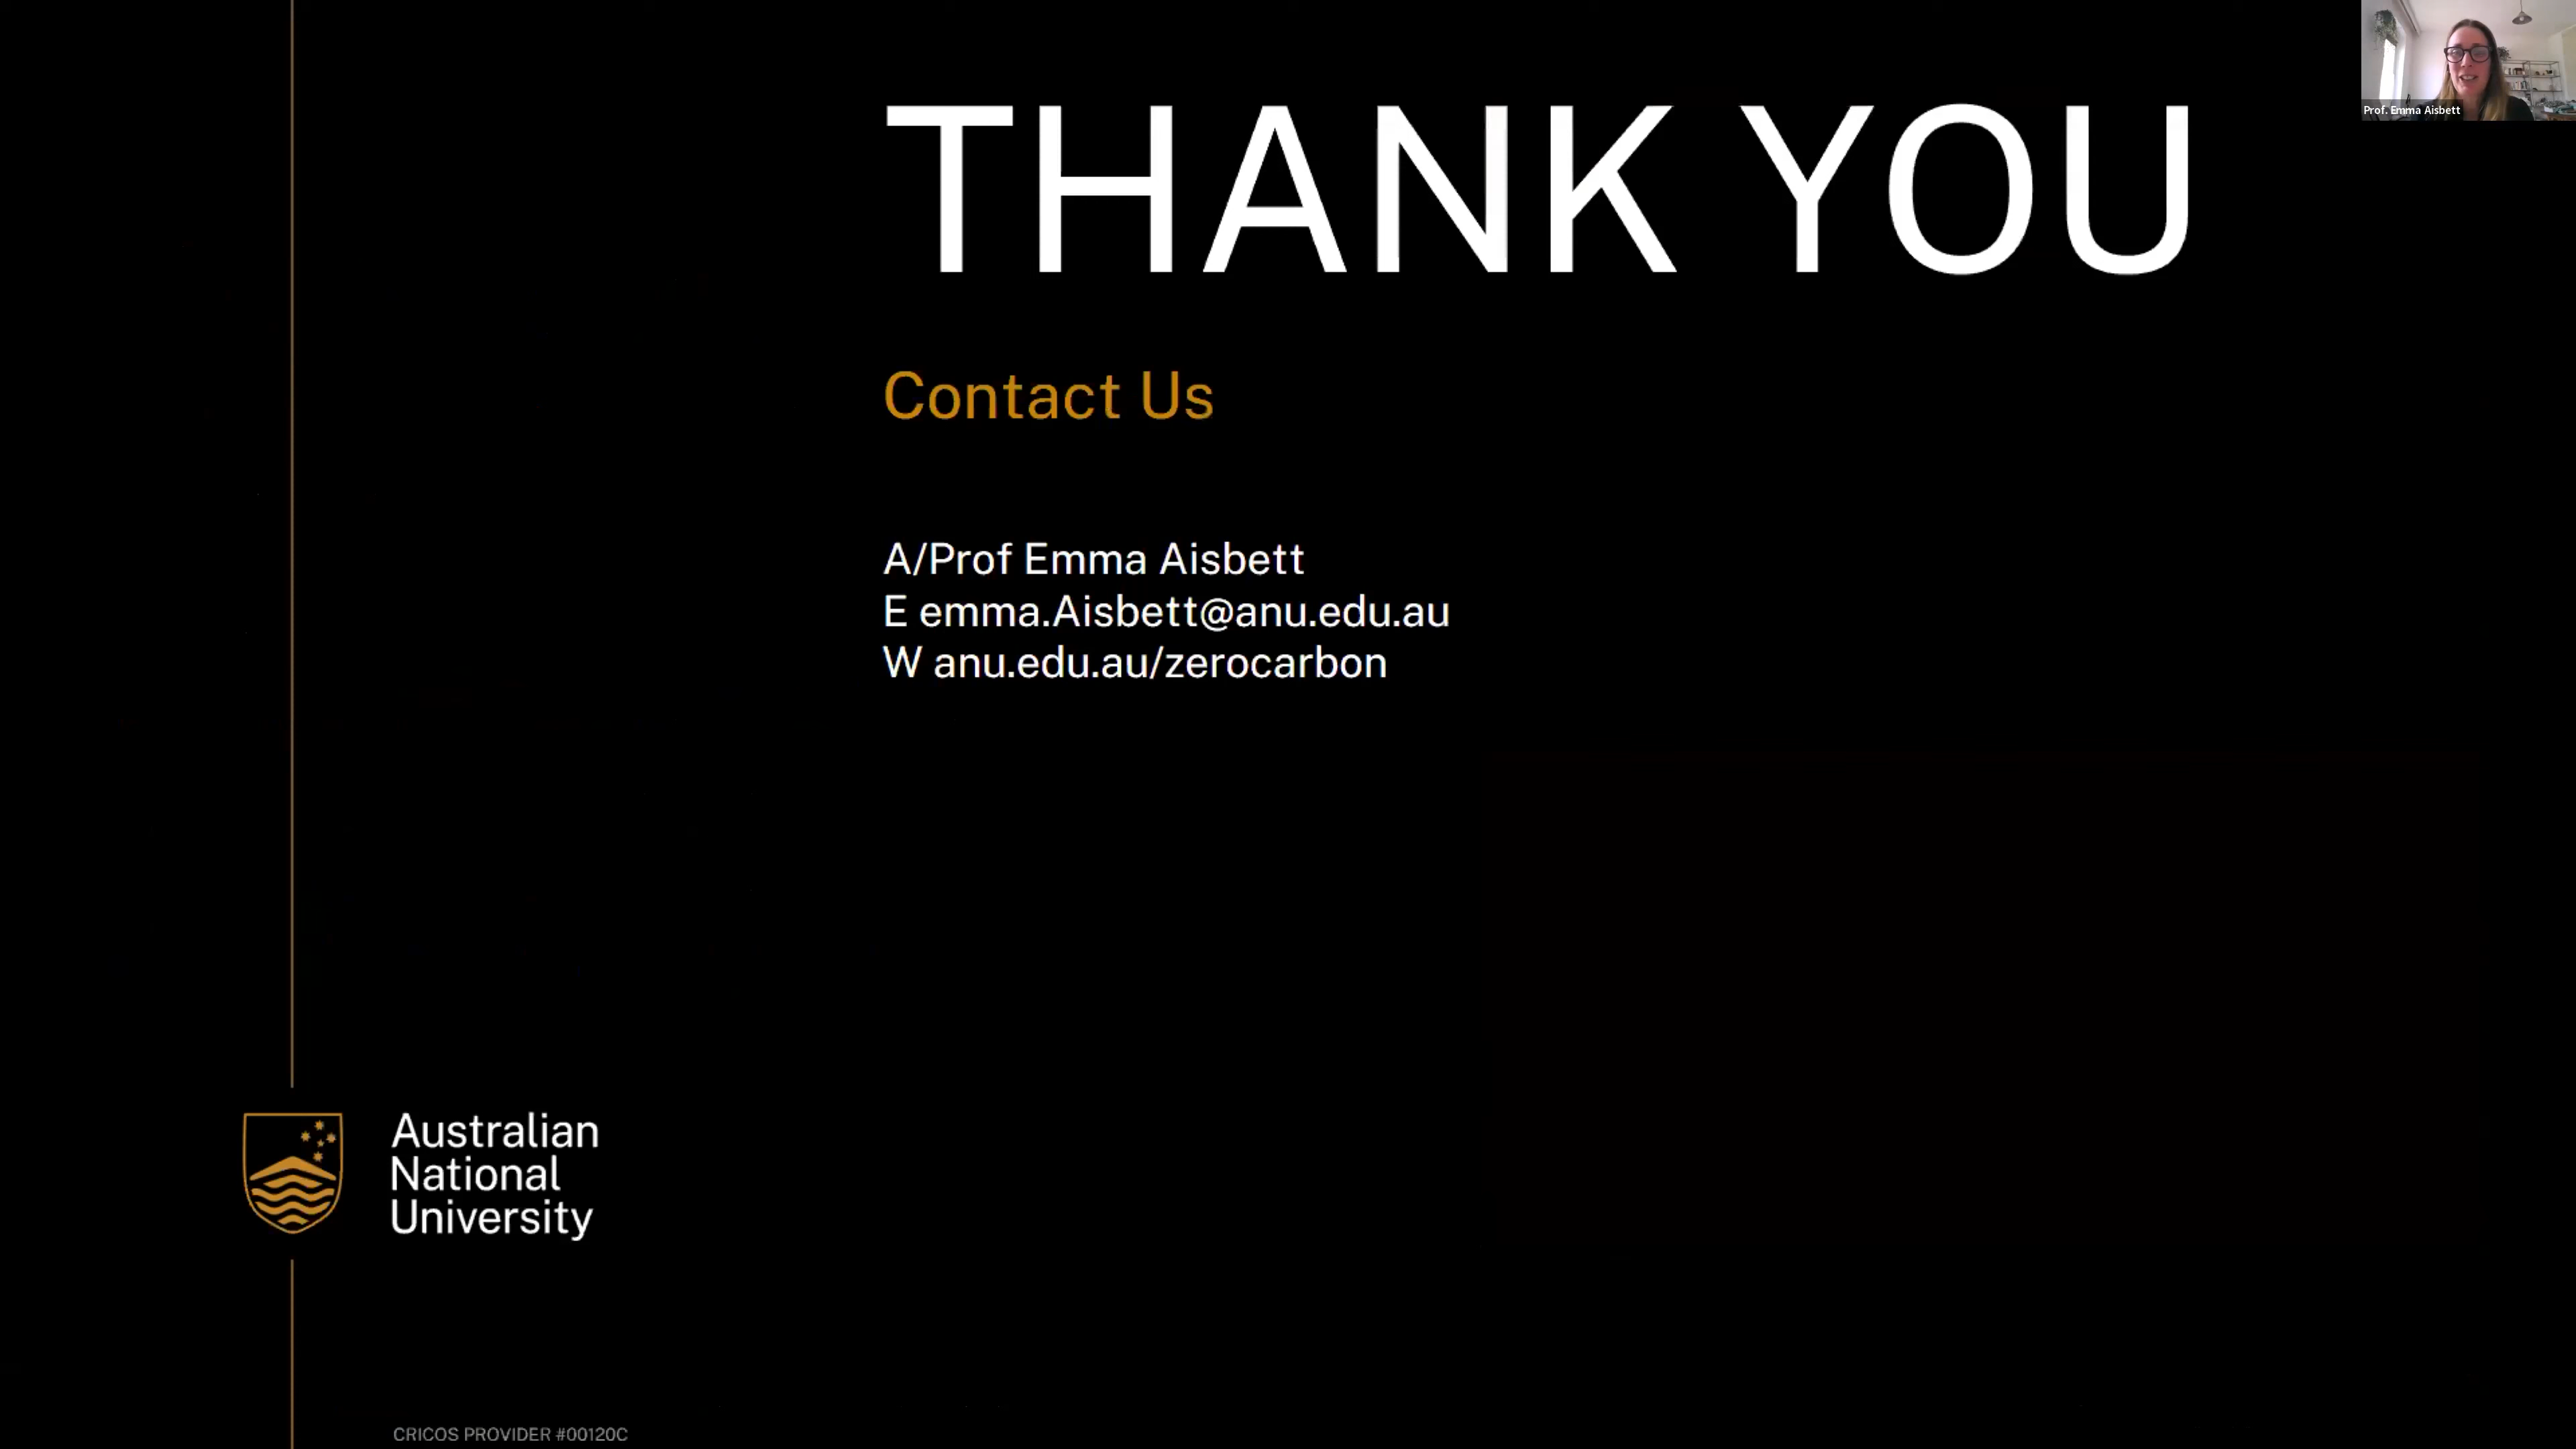 THANK YOU
Prof. Emma Aisbett
Contact Us
A/Prof Emma Aisbett
E emma.Aisbett@anu.edu.au
W anu.edu.au/zerocarbon
Australian
National
University
CRICOS PROVIDER #00120C